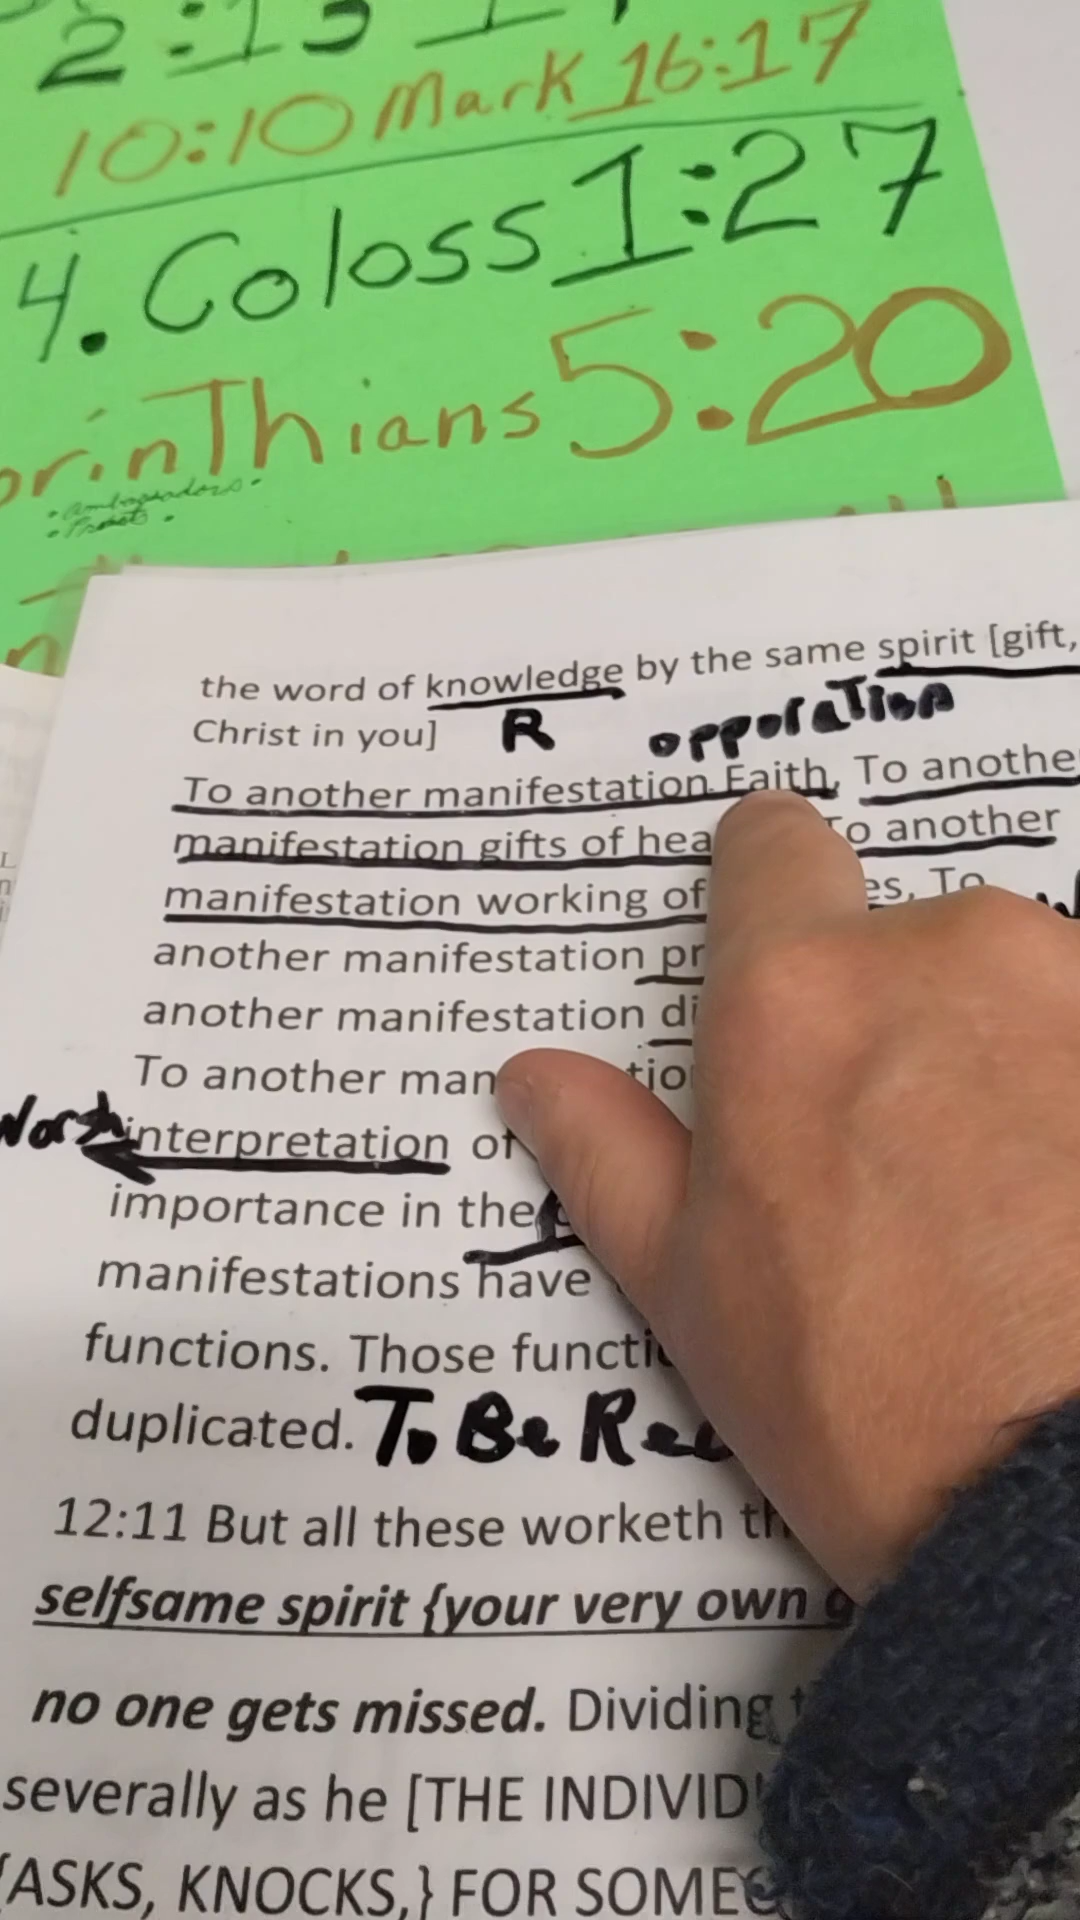 10:10 Mark 16:17
4. Coloss 1:27
orinThians 5:20
• Ambassadors •
the word of knowledge by the same spirit [gift,
Christ in you] R opporaTion
To another manifestation Faith, To another
manifestation gifts of hea To another
manifestation working of es, To
another manifestation pr
another manifestation di
To another man tio
interpretation of
importance in the
manifestations have
functions. Those functi
duplicated. To Be Rec
12:11 But all these worketh th
selfsame spirit {your very own g
no one gets missed. Dividing t
severally as he [THE INDIVID
{ASKS, KNOCKS,} FOR SOME